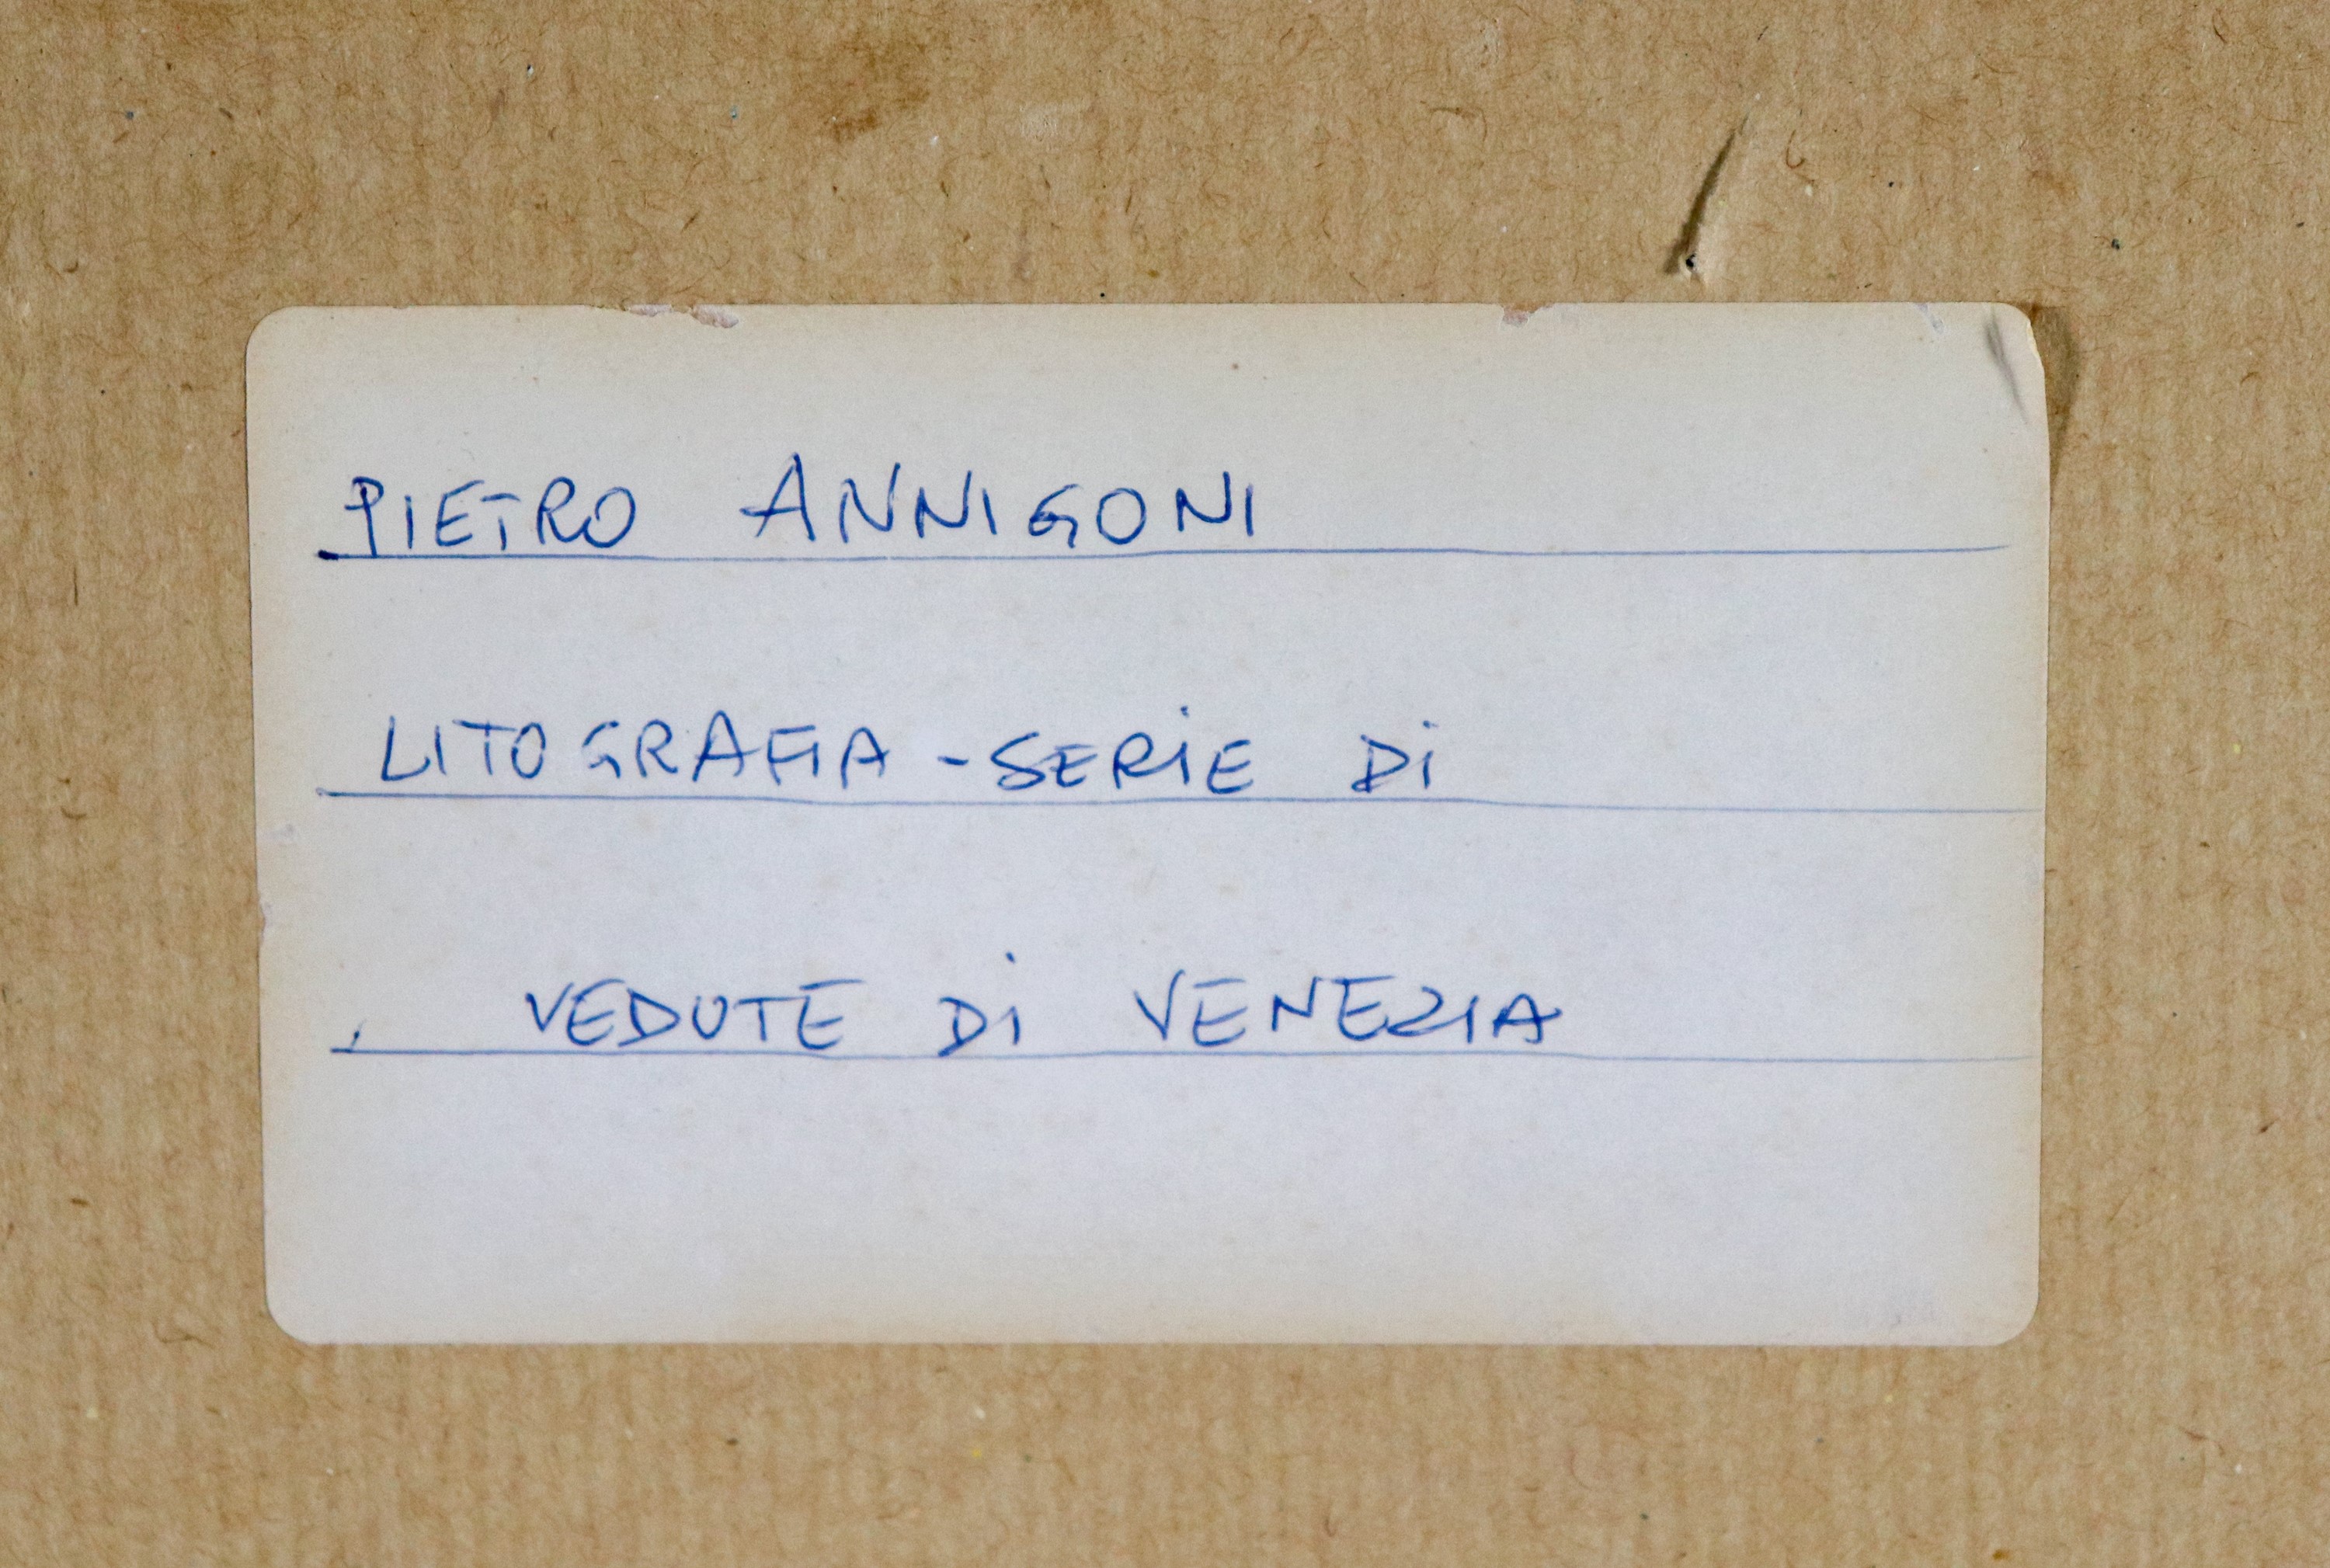 PIETRO ANNIGONI
LITOGRAFIA - SERIE Di
VEDUTE Di VENEZIA